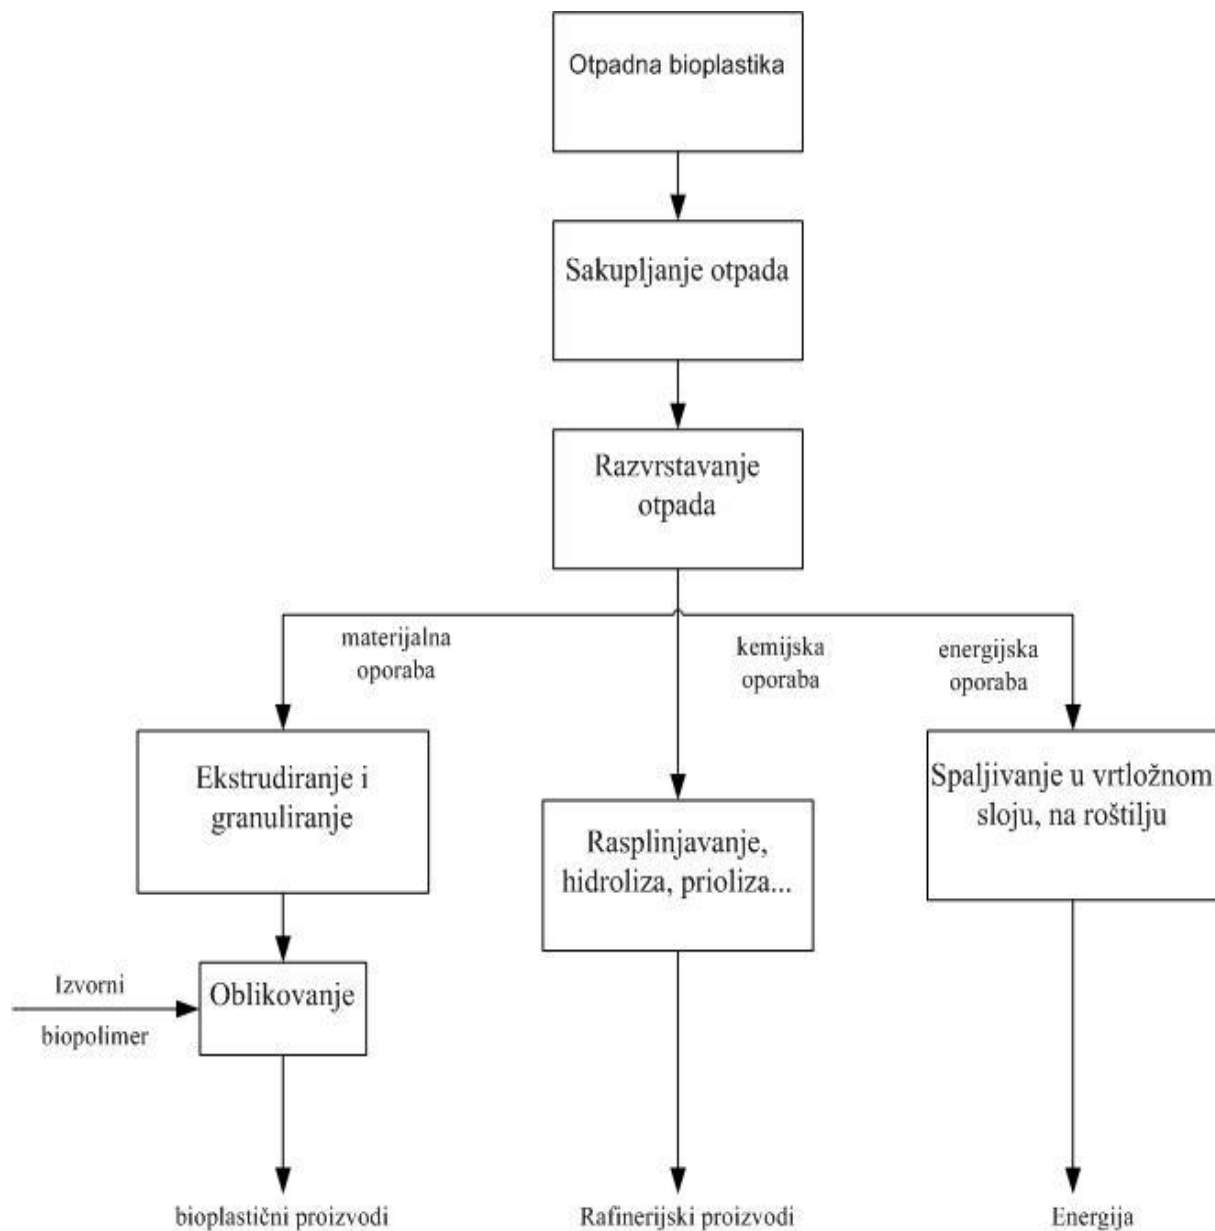 Otpadna bioplastika
Sakupljanje otpada
Razvrstavanje
otpada
materijalna
oporaba
kemijska
oporaba
energijska
oporaba
Ekstrudiranje i
granuliranje
Rasplinjavanje,
hidroliza, prioliza...
Spaljivanje u vrtložnom
sloju, na roštilju
Izvorni
biopolimer
Oblikovanje
bioplastični proizvodi
Rafinerijski proizvodi
Energija